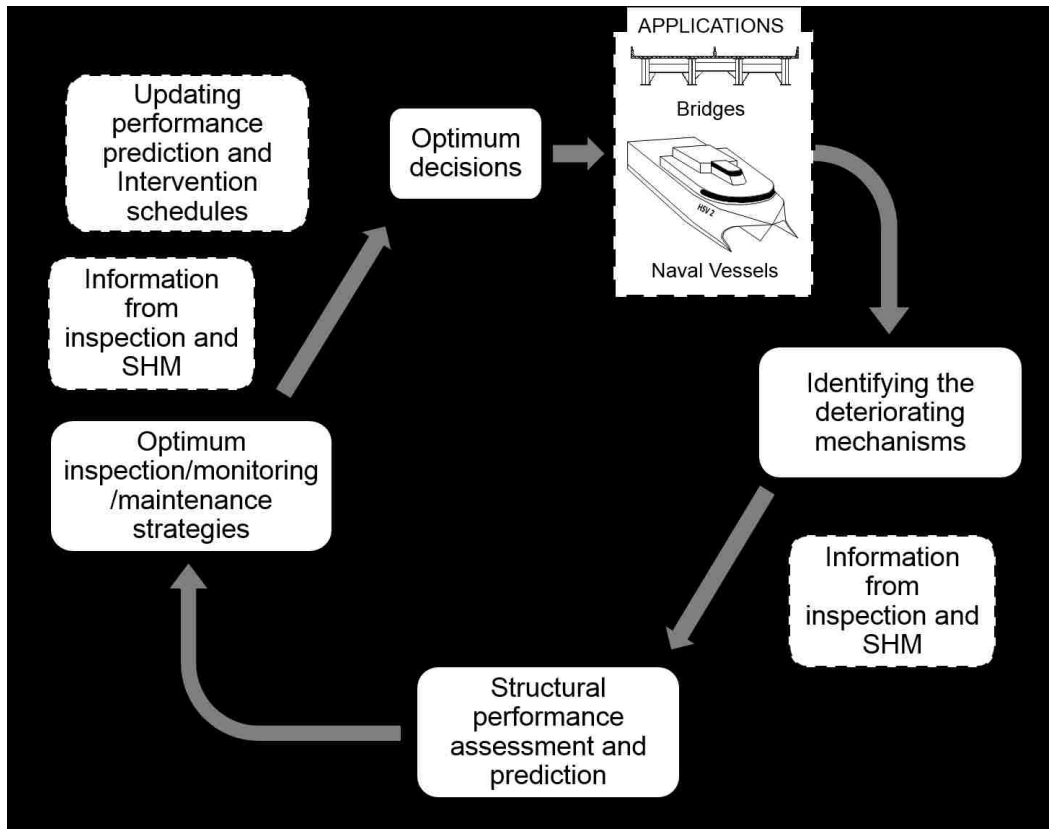 APPLICATIONS
Bridges
HSV 2
Naval Vessels
Identifying the
deteriorating
mechanisms
Information
from
inspection and
SHM
Structural
performance
assessment and
prediction
Optimum
inspection/monitoring
/maintenance
strategies
Information
from
inspection and
SHM
Updating
performance
prediction and
Intervention
schedules
Optimum
decisions